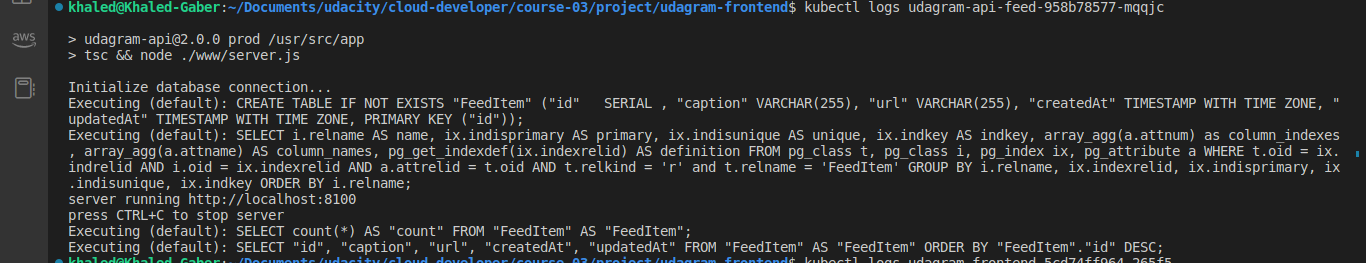 khaled@Khaled-Gaber:~/Documents/udacity/cloud-developer/course-03/project/udagram-frontend$ kubectl logs udagram-api-feed-958b78577-mqqjc
> udagram-api@2.0.0 prod /usr/src/app
aws
> tsc && node ./www/server.js
Initialize database connection...
Executing (default): CREATE TABLE IF NOT EXISTS "FeedItem" ("id"   SERIAL , "caption" VARCHAR(255), "url" VARCHAR(255), "createdAt" TIMESTAMP WITH TIME ZONE, "
updatedAt" TIMESTAMP WITH TIME ZONE, PRIMARY KEY ("id"));
Executing (default): SELECT i.relname AS name, ix.indisprimary AS primary, ix.indisunique AS unique, ix.indkey AS indkey, array_agg(a.attnum) as column_indexes
, array_agg(a.attname) AS column_names, pg_get_indexdef(ix.indexrelid) AS definition FROM pg_class t, pg_class i, pg_index ix, pg_attribute a WHERE t.oid = ix.
indrelid AND i.oid = ix.indexrelid AND a.attrelid = t.oid AND t.relkind = 'r' and t.relname = 'FeedItem' GROUP BY i.relname, ix.indexrelid, ix.indisprimary, ix
.indisunique, ix.indkey ORDER BY i.relname;
server running http://localhost:8100
press CTRL+C to stop server
Executing (default): SELECT count(*) AS "count" FROM "FeedItem" AS "FeedItem";
Executing (default): SELECT "id", "caption", "url", "createdAt", "updatedAt" FROM "FeedItem" AS "FeedItem" ORDER BY "FeedItem"."id" DESC;
khaled@Khaled-Gaber:~/Documents/udacity/cloud-developer/course-03/project/udagram-frontend$ kubectl logs udagram-frontend-5cd74ff964-265f5